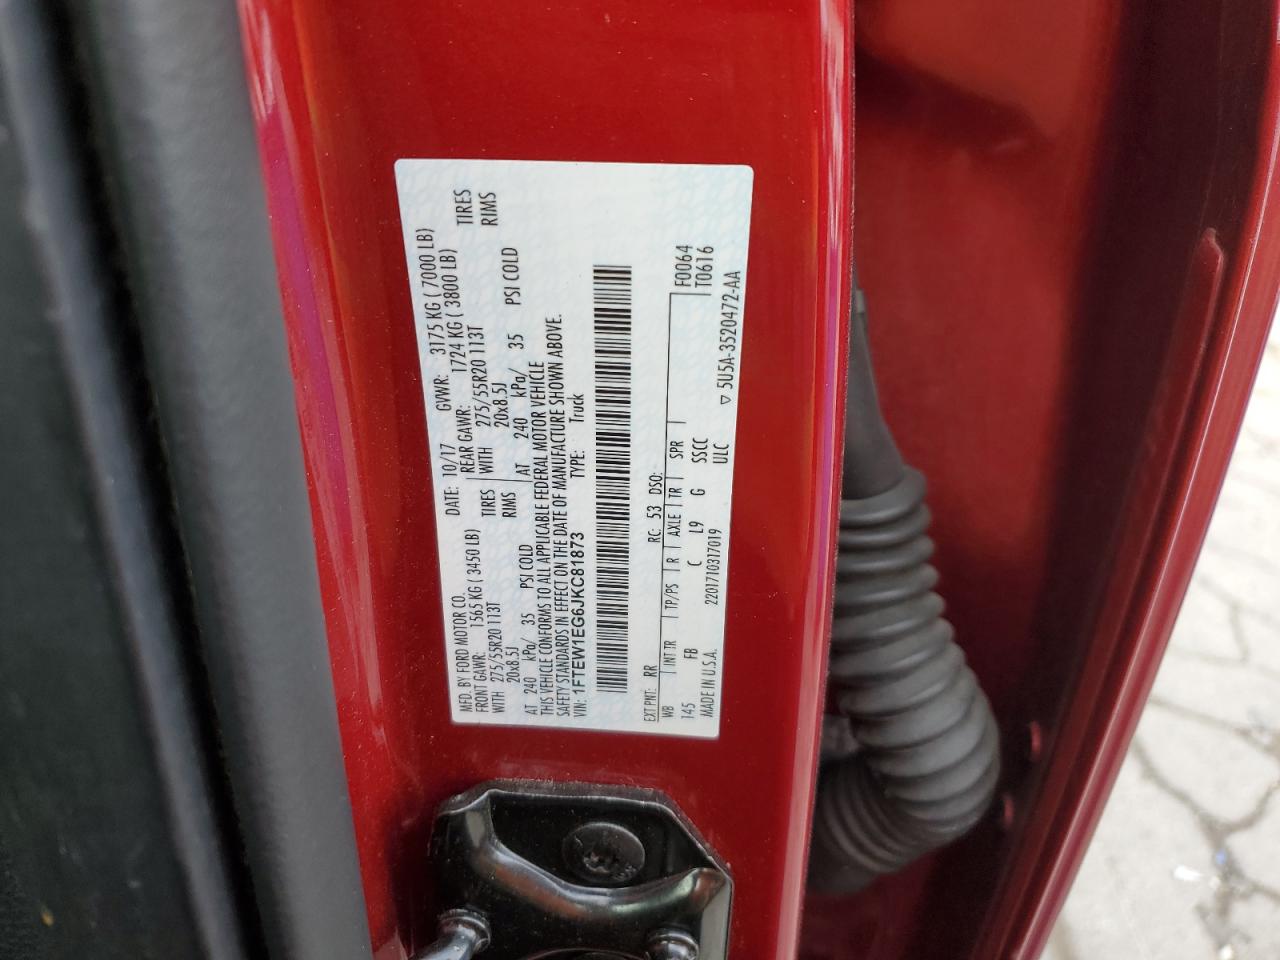 MFD. BY FORD MOTOR CO. DATE: 10/17 GVWR: 3175 KG ( 7000 LB)
FRONT GAWR: 1565 KG ( 3450 LB) REAR GAWR: 1724 KG ( 3800 LB)
WITH 275/55R20 113T TIRES WITH 275/55R20 113T TIRES
20x8.5J RIMS 20x8.5J RIMS
AT 240 kPa/ 35 PSI COLD AT 240 kPa/ 35 PSI COLD
THIS VEHICLE CONFORMS TO ALL APPLICABLE FEDERAL MOTOR VEHICLE
SAFETY STANDARDS IN EFFECT ON THE DATE OF MANUFACTURE SHOWN ABOVE.
VIN: 1FTEW1EG6JKC81873 TYPE: Truck
EXT PNT: RR RC: 53 DSO: F0064
WB INT TR TP/PS R AXLE TR SPR T0616
145 FB C L9 G SSCC
MADE IN U.S.A. 2201710317019 ULC ▽ 5U5A-3520472-AA